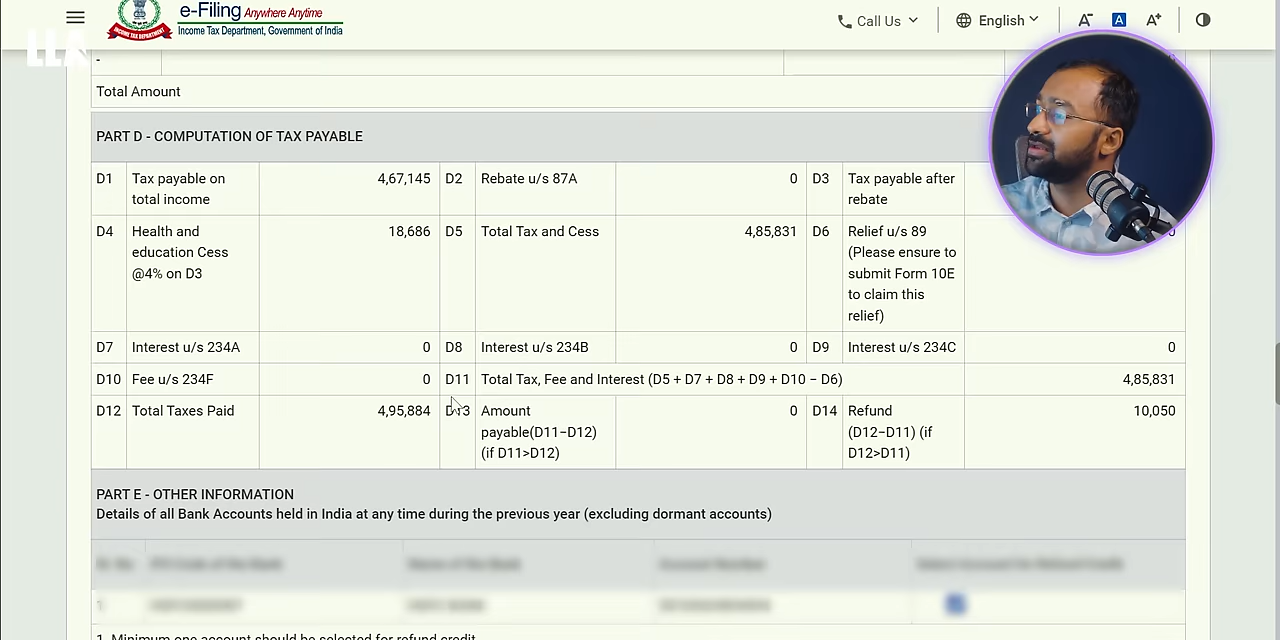 e-Filing Anywhere Anytime
Income Tax Department, Government of India
INCOME TAX DEPARTMENT
Call Us
English
A-
A
A+
LLA
-
Total Amount
PART D - COMPUTATION OF TAX PAYABLE
D1 Tax payable on total income 4,67,145 D2 Rebate u/s 87A 0 D3 Tax payable after rebate
D4 Health and education Cess @4% on D3 18,686 D5 Total Tax and Cess 4,85,831 D6 Relief u/s 89 (Please ensure to submit Form 10E to claim this relief) 0
D7 Interest u/s 234A 0 D8 Interest u/s 234B 0 D9 Interest u/s 234C 0
D10 Fee u/s 234F 0 D11 Total Tax, Fee and Interest (D5 + D7 + D8 + D9 + D10 − D6) 4,85,831
D12 Total Taxes Paid 4,95,884 D13 Amount payable(D11−D12) (if D11>D12) 0 D14 Refund (D12−D11) (if D12>D11) 10,050
PART E - OTHER INFORMATION
Details of all Bank Accounts held in India at any time during the previous year (excluding dormant accounts)
1. Minimum one account should be selected for refund credit